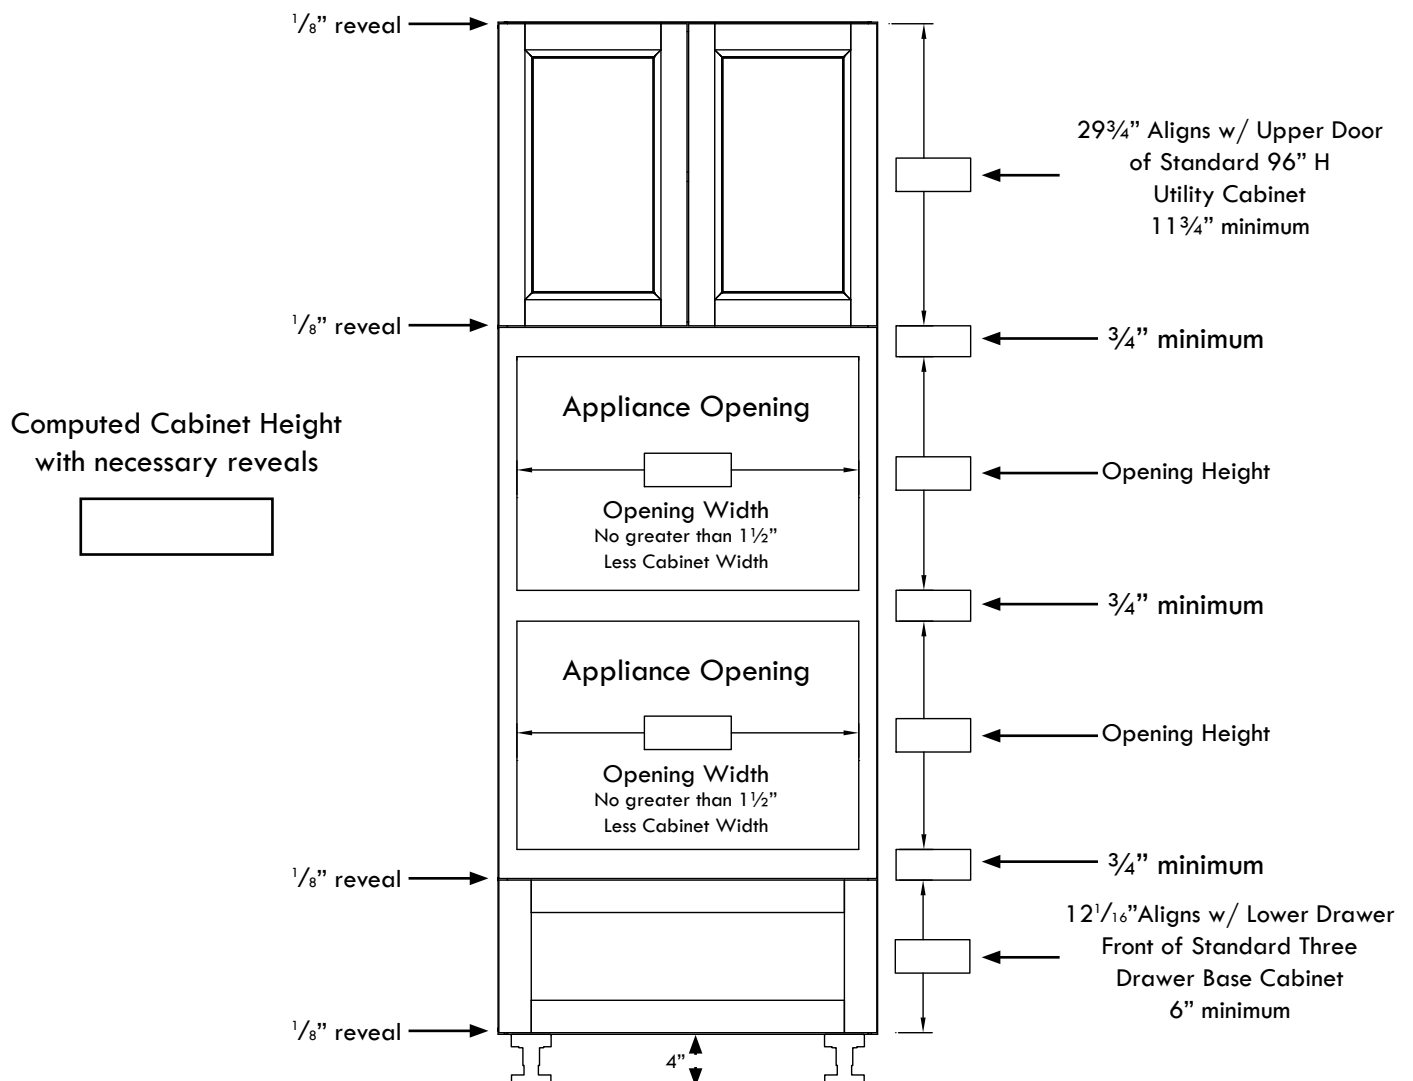 1/8” reveal
29¾” Aligns w/ Upper Door
of Standard 96” H
Utility Cabinet
11¾” minimum
1/8” reveal
¾” minimum
Computed Cabinet Height
with necessary reveals
Appliance Opening
Opening Width
No greater than 1½”
Less Cabinet Width
Opening Height
¾” minimum
Appliance Opening
Opening Width
No greater than 1½”
Less Cabinet Width
Opening Height
¾” minimum
1/8” reveal
12 1/16”Aligns w/ Lower Drawer
Front of Standard Three
Drawer Base Cabinet
6” minimum
1/8” reveal
4”